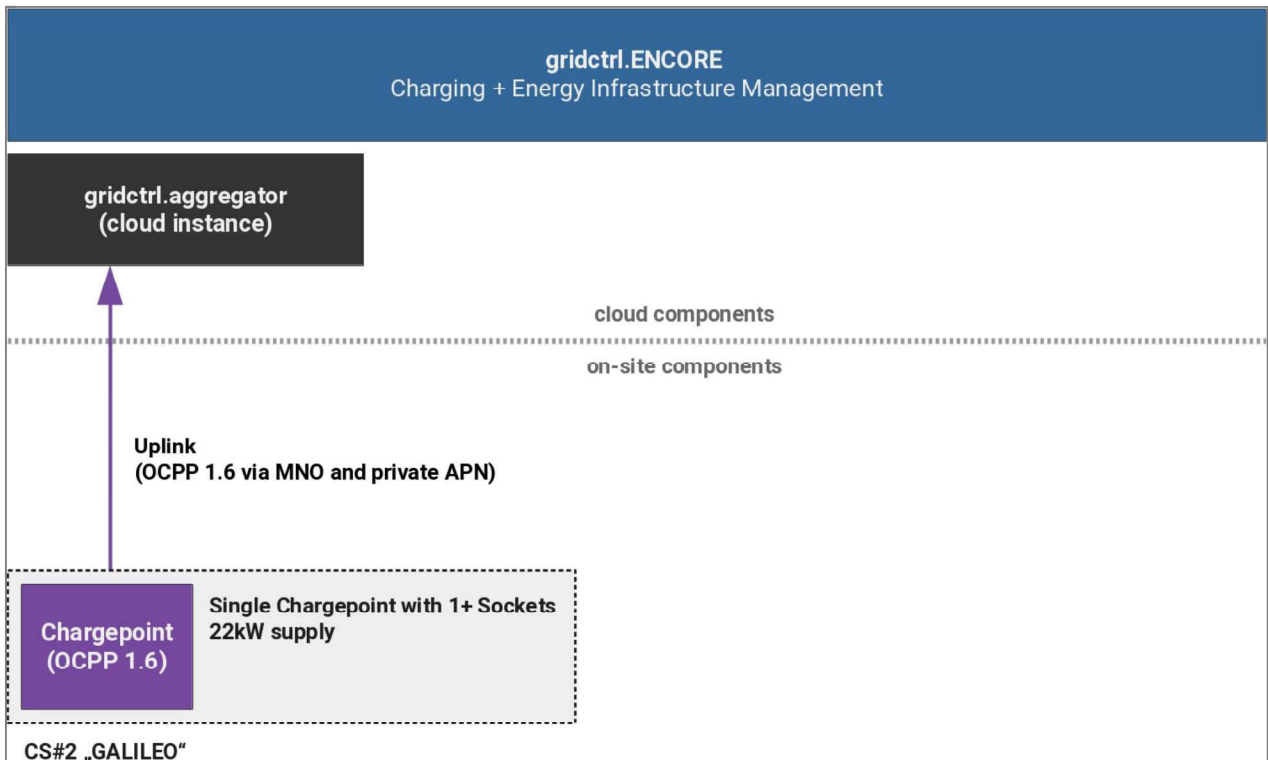 gridctrl.ENCORE
Charging + Energy Infrastructure Management
gridctrl.aggregator
(cloud instance)
cloud components
on-site components
Uplink
(OCPP 1.6 via MNO and private APN)
Chargepoint
(OCPP 1.6)
Single Chargepoint with 1+ Sockets
22kW supply
CS#2 „GALILEO“